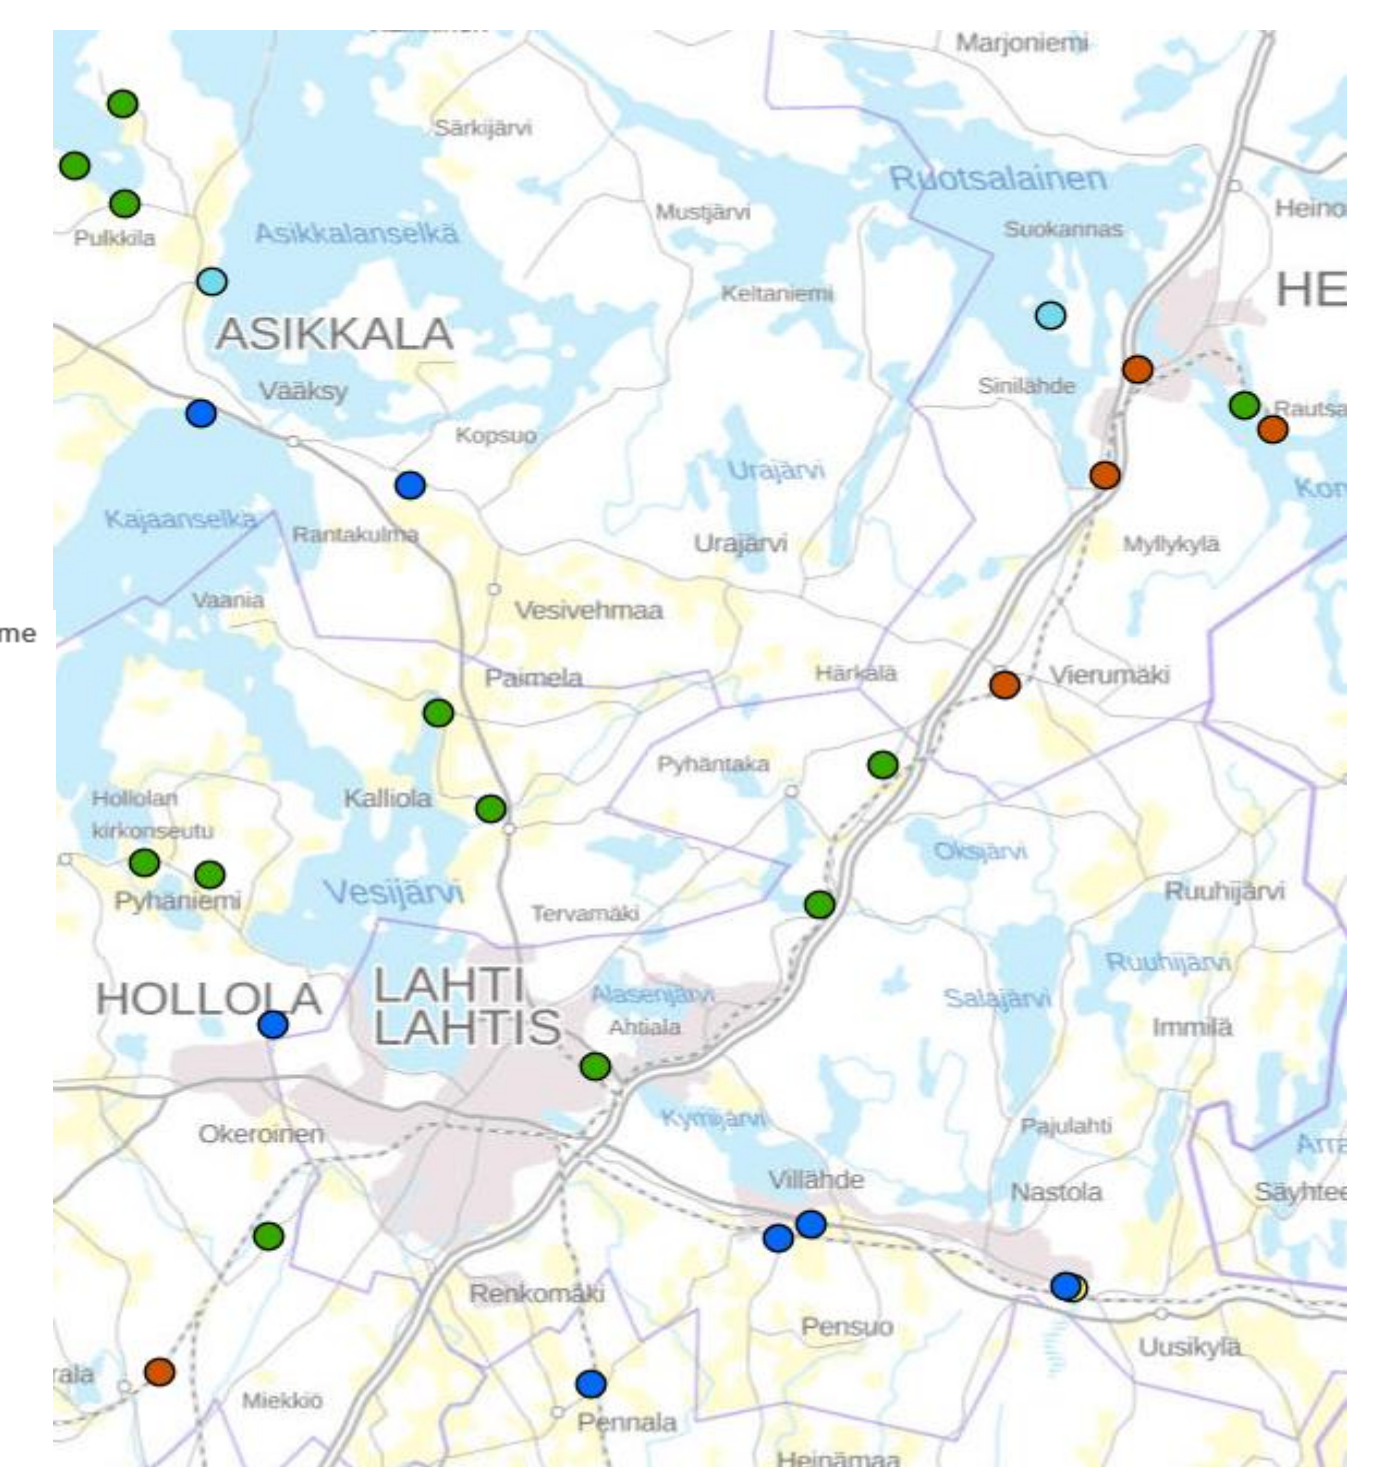 Marjoniemi
Särkijärvi
Ruotsalainen
Mustjärvi
Heino
Suokannas
Pulkkila
Asikkalanselkä
HE
Keltaniemi
ASIKKALA
Sinilähde
Vääksy
Rautsa
Kopsuo
Urajärvi
Kon
Kajaanselkä
Rantakulma
Urajärvi
Myllykylä
Vaania
Vesivehmaa
me
Härkälä
Vierumäki
Paimela
Pyhäntaka
Hollolan
kirkonseutu
Kalliola
Oksjärvi
Pyhäniemi
Vesijärvi
Ruuhijärvi
Tervamäki
Ruuhijärvi
HOLLOLA
LAHTI
LAHTIS
Alasenjärvi
Ahtiala
Salajärvi
Immilä
Kymijärvi
Pajulahti
Okeroinen
Arra
Villähde
Nastola
Säyhtee
Renkomäki
Pensuo
Uusikylä
rala
Miekkiö
Pennala
Heinämaa